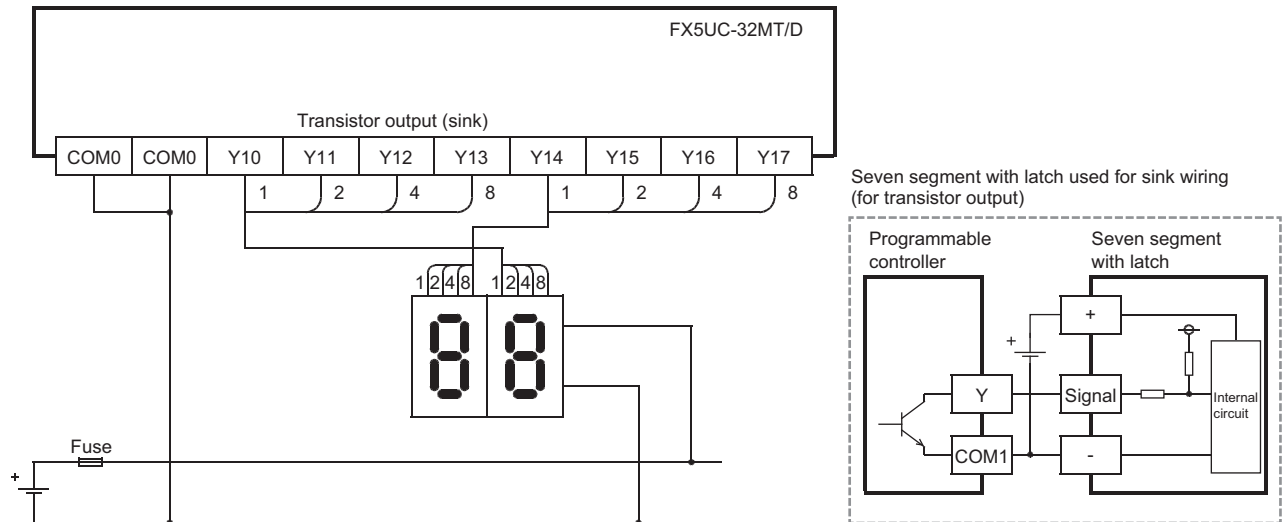 FX5UC-32MT/D
Transistor output (sink)
COM0 COM0 Y10 Y11 Y12 Y13 Y14 Y15 Y16 Y17
1 2 4 8 1 2 4 8
1 2 4 8 1 2 4 8
Fuse
+
Seven segment with latch used for sink wiring
(for transistor output)
Programmable
controller
Seven segment
with latch
+
+
Y
Signal
Internal
circuit
COM1
-